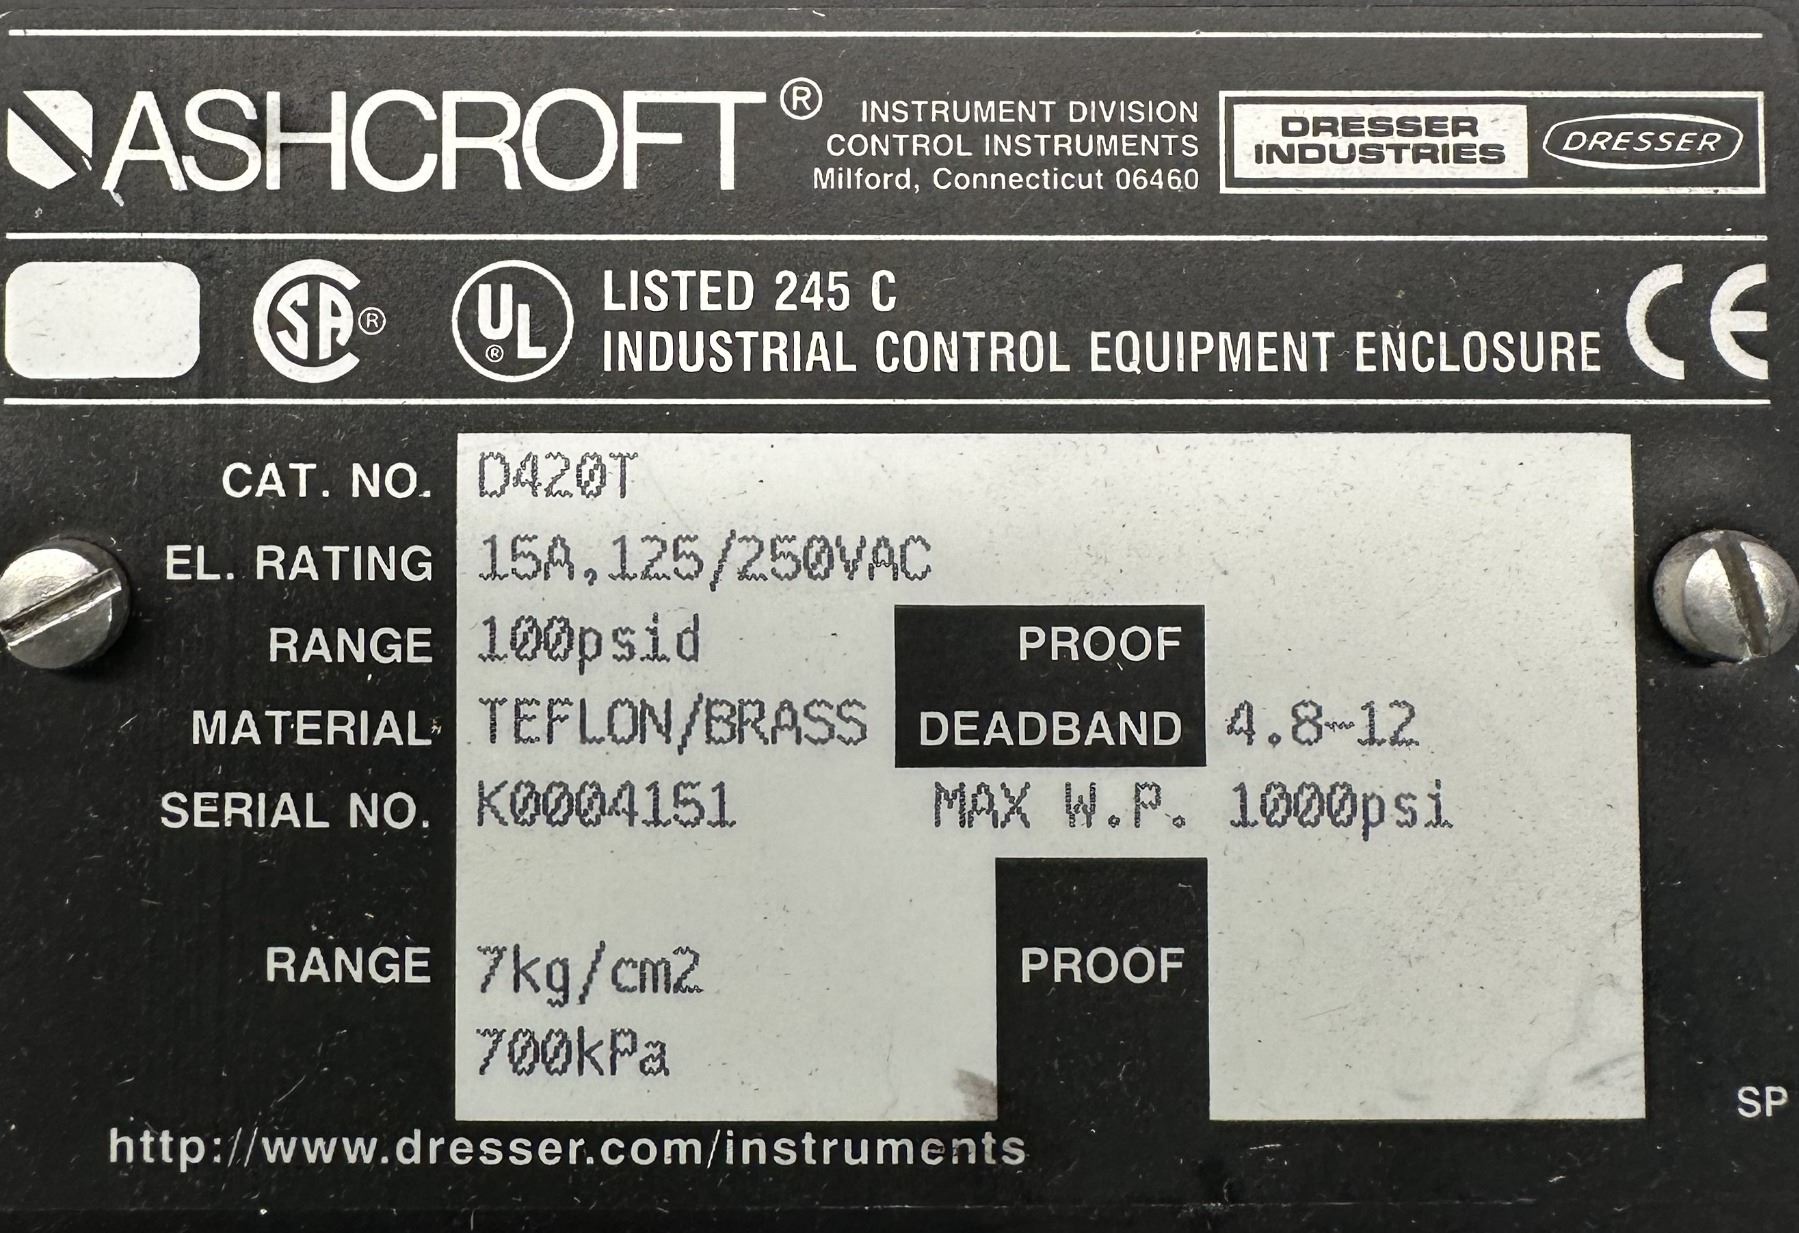 ASHCROFT®
INSTRUMENT DIVISION
CONTROL INSTRUMENTS
Milford, Connecticut 06460
DRESSER
INDUSTRIES
DRESSER
SA®
UL®
LISTED 245 C
INDUSTRIAL CONTROL EQUIPMENT ENCLOSURE
CE
CAT. NO. D420T
EL. RATING 15A,125/250VAC
RANGE 100psid PROOF
MATERIAL TEFLON/BRASS DEADBAND 4.8-12
SERIAL NO. K0004151 MAX W.P. 1000psi
RANGE 7kg/cm2 PROOF
700kPa
SP
http://www.dresser.com/instruments